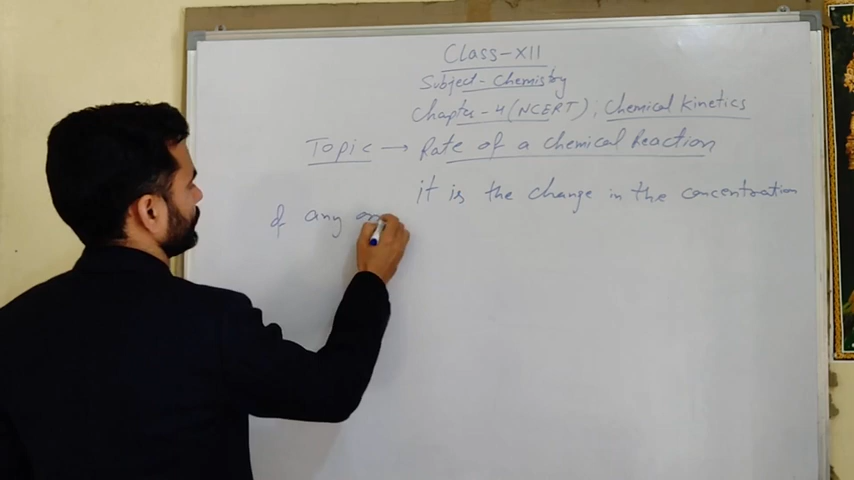 Class-XII
Subject-Chemistry
Chapter-4(NCERT), Chemical Kinetics
Topic → Rate of a chemical Reaction
it is the change in the concentration
of any on